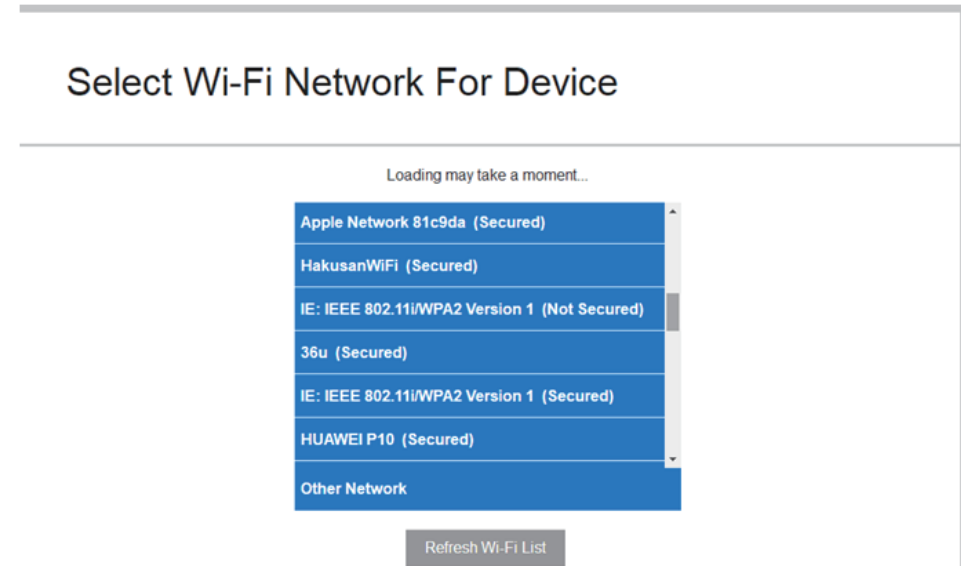 Select Wi-Fi Network For Device
Loading may take a moment...
Apple Network 81c9da (Secured)
HakusanWiFi (Secured)
IE: IEEE 802.11i/WPA2 Version 1 (Not Secured)
36u (Secured)
IE: IEEE 802.11i/WPA2 Version 1 (Secured)
HUAWEI P10 (Secured)
Other Network
Refresh Wi-Fi List